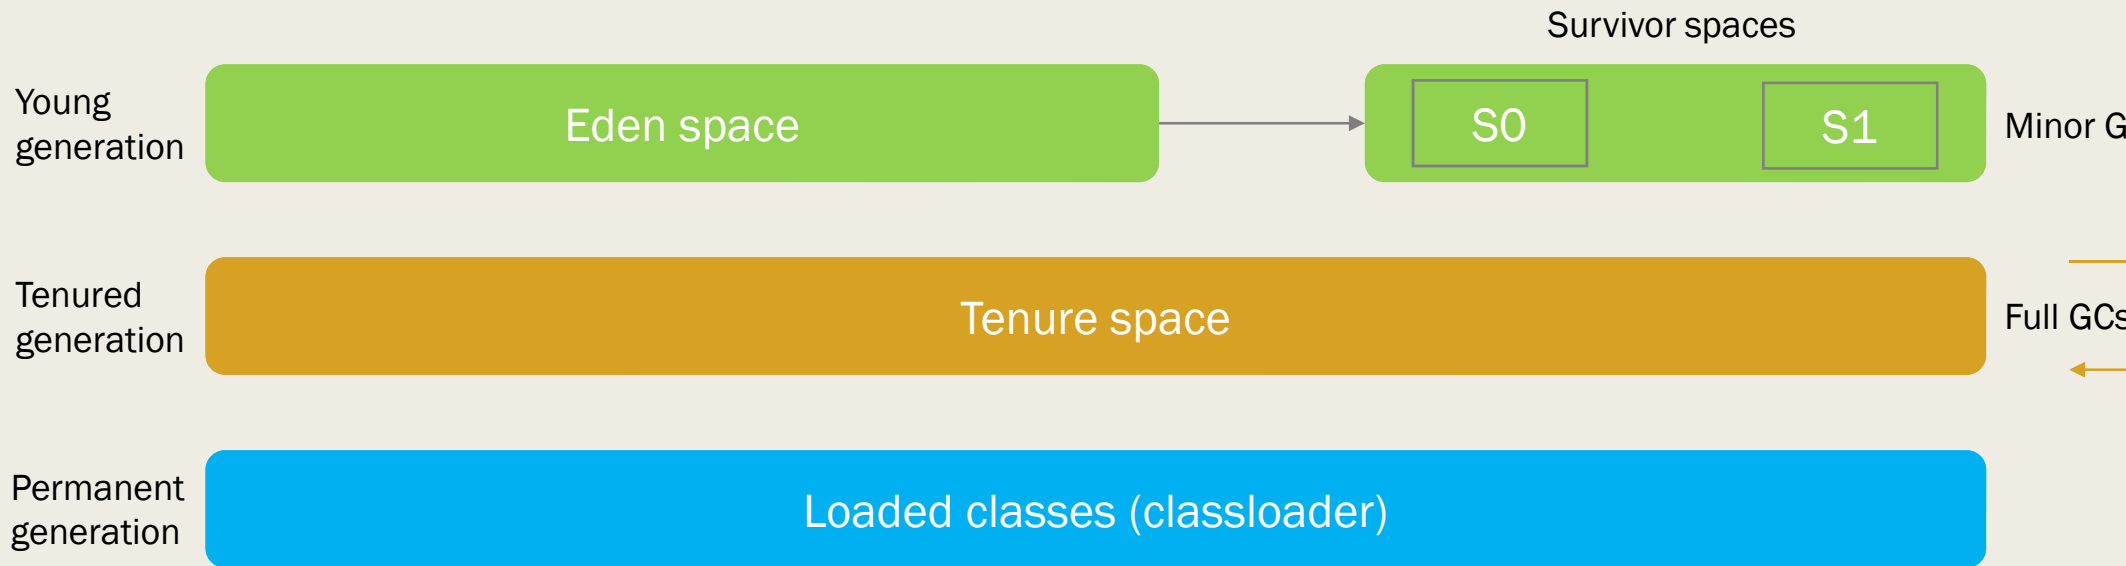 Survivor spaces
Young
generation
Eden space
S0
S1
Minor G
Tenured
generation
Tenure space
Full GCs
Permanent
generation
Loaded classes (classloader)